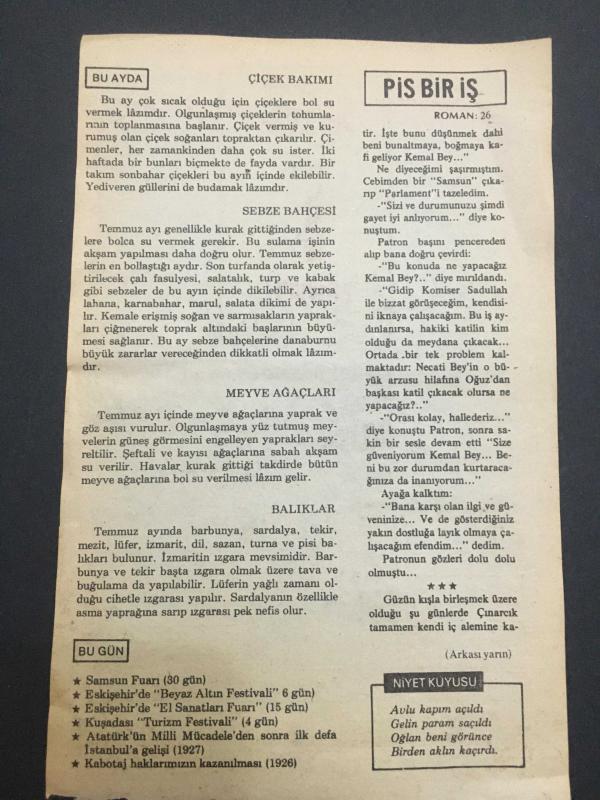 BU AYDA
ÇİÇEK BAKIMI
Bu ay çok sıcak olduğu için çiçeklere bol su
vermek lâzımdır. Olgunlaşmış çiçeklerin tohumla-
rının toplanmasına başlanır. Çiçek vermiş ve ku-
rumuş olan çiçek soğanları topraktan çıkarılır. Çi-
menler, her zamankinden daha çok su ister. İki
haftada bir bunları biçmekte de fayda vardır. Bir
takım sonbahar çiçekleri bu ayın içinde ekilebilir.
Yediveren güllerini de budamak lâzımdır.
SEBZE BAHÇESİ
Temmuz ayı genellikle kurak gittiğinden sebze-
lere bolca su vermek gerekir. Bu sulama işinin
akşam yapılması daha doğru olur. Temmuz sebze-
lerin en bollaştığı aydır. Son turfanda olarak yetiş-
tirilecek çalı fasulyesi, salatalık, turp ve kabak
gibi sebzeler de bu ayın içinde dikilebilir. Ayrıca
lahana, karnabahar, marul, salata dikimi de yapı-
lır. Kemale erişmiş soğan ve sarmısakların yaprak-
ları çiğnenerek toprak altındaki başlarının büyü-
mesi sağlanır. Bu ay sebze bahçelerine danaburnu
büyük zararlar vereceğinden dikkatli olmak lâzım-
dır.
MEYVE AĞAÇLARI
Temmuz ayı içinde meyve ağaçlarına yaprak ve
göz aşısı vurulur. Olgunlaşmaya yüz tutmuş mey-
velerin güneş görmesini engelleyen yaprakları sey-
reltilir. Şeftali ve kayısı ağaçlarına sabah akşam
su verilir. Havalar kurak gittiği takdirde bütün
meyve ağaçlarına bol su verilmesi lâzım gelir.
BALIKLAR
Temmuz ayında barbunya, sardalya, tekir,
mezit, lüfer, izmarit, dil, sazan, turna ve pisi ba-
lıkları bulunur. İzmaritin ızgara mevsimidir. Bar-
bunya ve tekir başta ızgara olmak üzere tava ve
buğulama da yapılabilir. Lüferin yağlı zamanı ol-
duğu cihetle ızgarası yapılır. Sardalyanın özellikle
asma yaprağına sarıp ızgarası pek nefis olur.
BU GÜN
★ Samsun Fuarı (30 gün)
★ Eskişehir'de "Beyaz Altın Festivali" 6 gün)
★ Eskişehir'de "El Sanatları Fuarı" (15 gün)
★ Kuşadası "Turizm Festivali" (4 gün)
★ Atatürk'ün Milli Mücadele'den sonra ilk defa
İstanbul'a gelişi (1927)
★ Kabotaj haklarımızın kazanılması (1926)
PİS BİR İŞ
ROMAN: 26
tir. İşte bunu düşünmek dahi
beni bunaltmaya, boğmaya ka-
fi geliyor Kemal Bey..."
Ne diyeceğimi şaşırmıştım.
Cebimden bir "Samsun" çıka-
rıp "Parlament"i tazeledim.
-"Sizi ve durumunuzu şimdi
gayet iyi anlıyorum..." diye ko-
nuştum.
Patron başını pencereden
alıp bana doğru çevirdi:
-"Bu konuda ne yapacağız
Kemal Bey?.." diye mırıldandı.
-"Gidip Komiser Sadullah
ile bizzat görüşeceğim, kendisi-
ni iknaya çalışacağım. Bu iş ay-
dınlanırsa, hakiki katilin kim
olduğu da meydana çıkacak...
Ortada bir tek problem kal-
maktadır: Necati Bey'in o bü-
yük arzusu hilafına Oğuz'dan
başkası katil çıkacak olursa ne
yapacağız?.."
-"Orası kolay, hallederiz..."
diye konuştu Patron, sonra sa-
kin bir sesle devam etti "Size
güveniyorum Kemal Bey... Be-
ni bu zor durumdan kurtaraca-
ğınıza da inanıyorum..."
Ayağa kalktım:
-"Bana karşı olan ilgi ve gü-
veninize... Ve de gösterdiğiniz
yakın dostluğa layık olmaya ça-
lışacağım efendim..." dedim.
Patronun gözleri dolu dolu
olmuştu...
★★★
Güzün kışla birleşmek üzere
olduğu şu günlerde Çınarcık
tamamen kendi iç alemine ka-
(Arkası yarın)
NİYET KUYUSU
Avlu kapım açıldı
Gelin param saçıldı
Oğlan beni görünce
Birden aklın kaçırdı.